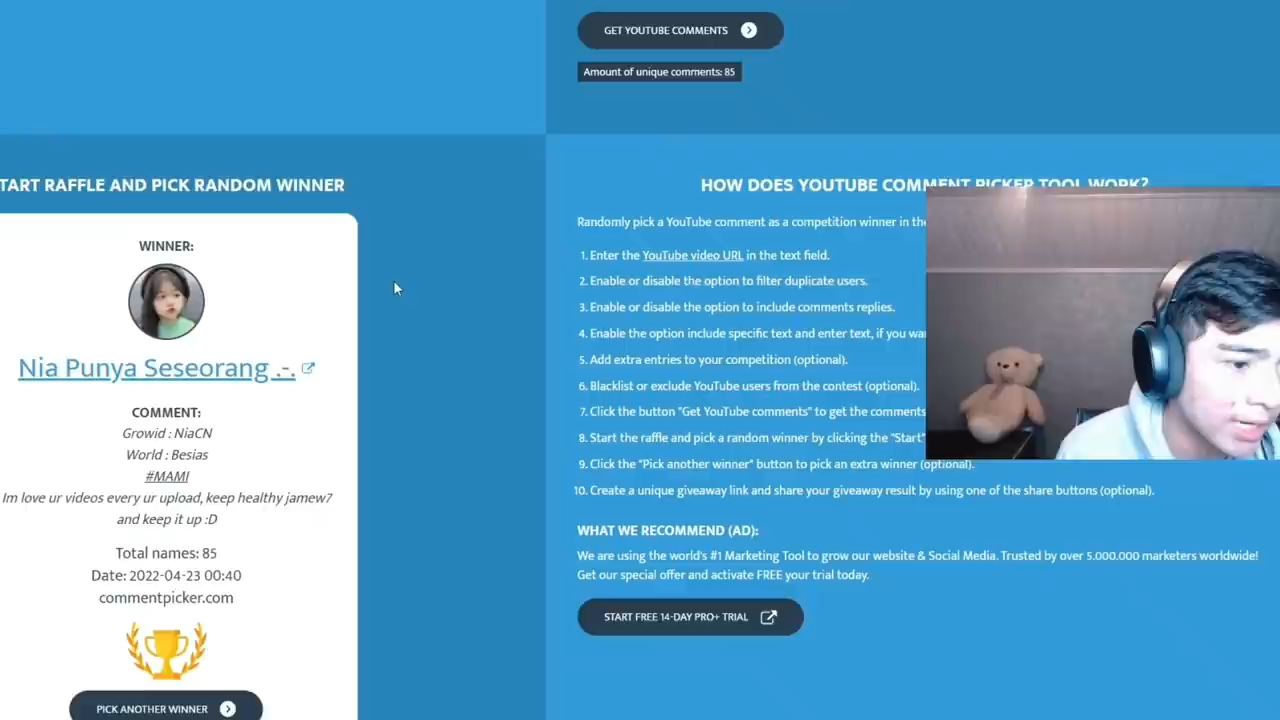 GET YOUTUBE COMMENTS
Amount of unique comments: 85
TART RAFFLE AND PICK RANDOM WINNER
WINNER:
Nia Punya Seseorang .-.
COMMENT:
Growid : NiaCN
World : Besias
#MAMI
Im love ur videos every ur upload, keep healthy jamew?
and keep it up :D
Total names: 85
Date: 2022-04-23 00:40
commentpicker.com
PICK ANOTHER WINNER
HOW DOES YOUTUBE COMMENT PICKER TOOL WORK?
Randomly pick a YouTube comment as a competition winner in the
1. Enter the YouTube video URL in the text field.
2. Enable or disable the option to filter duplicate users.
3. Enable or disable the option to include comments replies.
4. Enable the option include specific text and enter text, if you
5. Add extra entries to your competition (optional).
6. Blacklist or exclude YouTube users from the contest (optional).
7. Click the button "Get YouTube comments" to get the comments
8. Start the raffle and pick a random winner by clicking the "Start"
9. Click the "Pick another winner" button to pick an extra winner (optional).
10. Create a unique giveaway link and share your giveaway result by using one of the share buttons (optional).
WHAT WE RECOMMEND (AD):
We are using the world's #1 Marketing Tool to grow our website & Social Media. Trusted by over 5.000.000 marketers worldwide!
Get our special offer and activate FREE your trial today.
START FREE 14-DAY PRO+ TRIAL